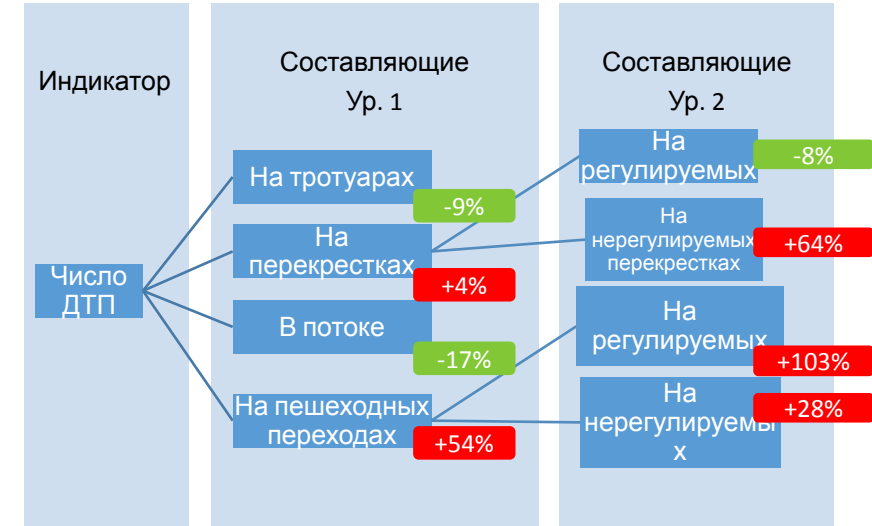 Индикатор
Составляющие
Ур. 1
Составляющие
Ур. 2
Число
ДТП
На тротуарах
-9%
На
перекрестках
+4%
В потоке
-17%
На пешеходных
переходах
+54%
На
регулируемых
-8%
На
нерегулируемых
перекрестках
+64%
На
регулируемых
+103%
На
нерегулируемы
х
+28%